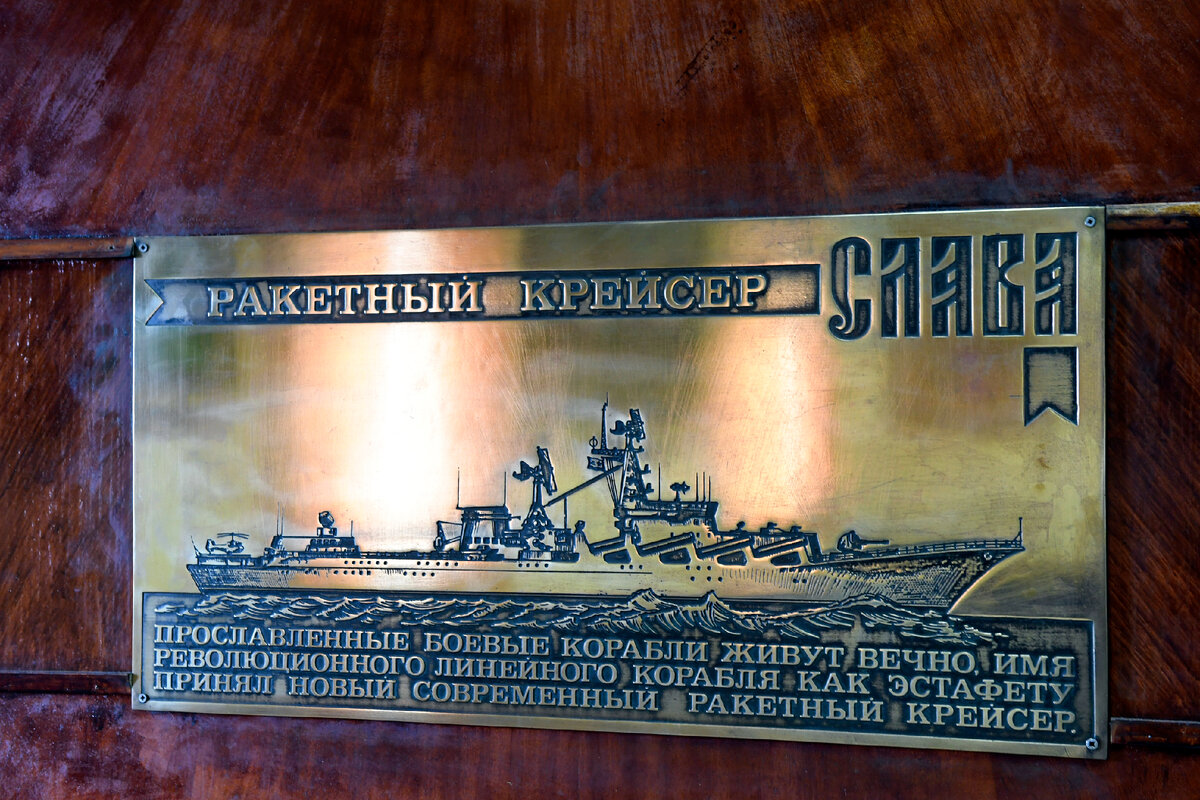 РАКЕТНЫЙ КРЕЙСЕР СЛАВА
ПРОСЛАВЛЕННЫЕ БОЕВЫЕ КОРАБЛИ ЖИВУТ ВЕЧНО, ИМЯ
РЕВОЛЮЦИОННОГО ЛИНЕЙНОГО КОРАБЛЯ КАК ЭСТАФЕТУ
ПРИНЯЛ НОВЫЙ СОВРЕМЕННЫЙ РАКЕТНЫЙ КРЕЙСЕР.